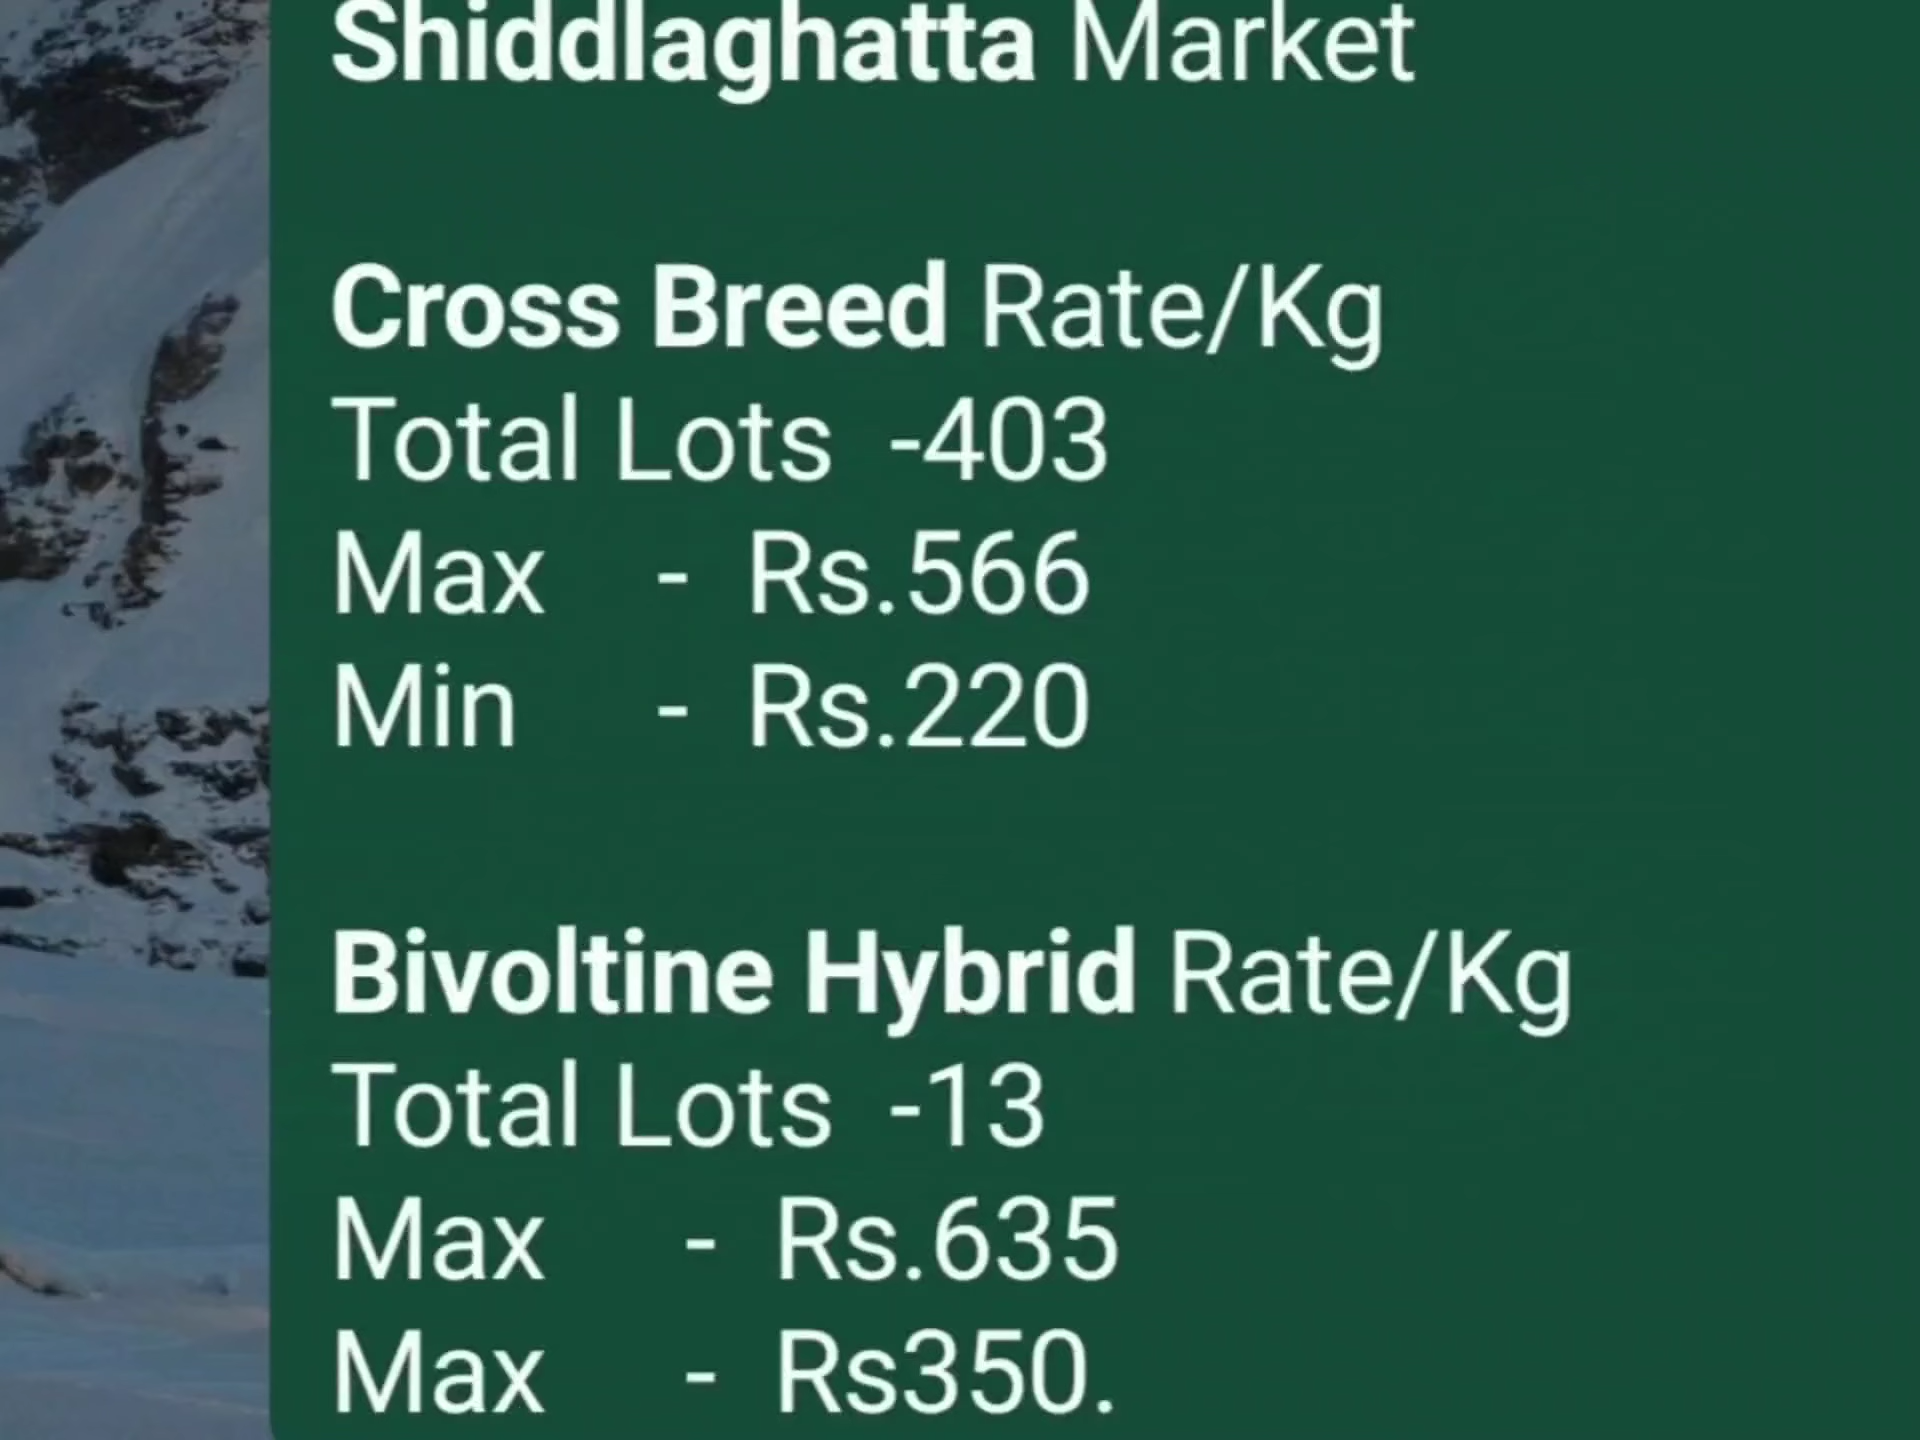 Shiddlaghatta Market
Cross Breed Rate/Kg
Total Lots -403
Max - Rs.566
Min - Rs.220
Bivoltine Hybrid Rate/Kg
Total Lots -13
Max - Rs.635
Max - Rs350.